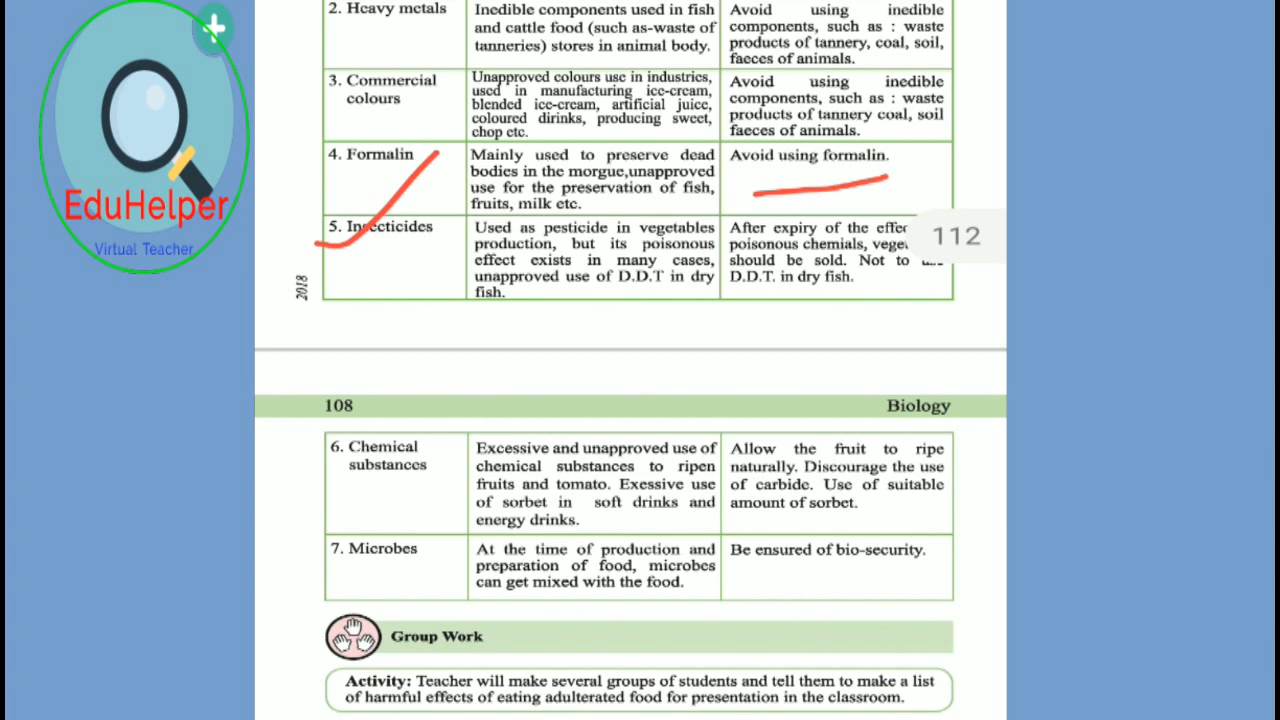 EduHelper
Virtual Teacher
2. Heavy metals
Inedible components used in fish
and cattle food (such as-waste of
tanneries) stores in animal body.
Avoid using inedible
components, such as : waste
products of tannery, coal, soil,
faeces of animals.
3. Commercial
colours
Unapproved colours use in industries,
used in manufacturing ice-cream,
blended ice-cream, artificial juice,
coloured dirinks, producing sweet,
chop etc.
Avoid using inedible
components, such as : waste
products of tannery coal, soil
faeces of animals.
4. Formalin
Mainly used to preserve dead
bodies in the morgue,unapproved
use for the preservation of fish,
fruits, milk etc.
Avoid using formalin.
5. Insecticides
Used as pesticide in vegetables
production, but its poisonous
effect exists in many cases,
unapproved use of D.D.T in dry
fish.
After expiry of the
poisonous chemials,
should be sold. Not to
D.D.T. in dry fish.
112
2018
108
Biology
6. Chemical
substances
Excessive and unapproved use of
chemical substances to ripen
fruits and tomato. Exessive use
of sorbet in soft drinks and
energy drinks.
Allow the fruit to ripe
naturally. Discourage the use
of carbide. Use of suitable
amount of sorbet.
7. Microbes
At the time of production and
preparation of food, microbes
can get mixed with the food.
Be ensured of bio-security.
Group Work
Activity: Teacher will make several groups of students and tell them to make a list
of harmful effects of eating adulterated food for presentation in the classroom.